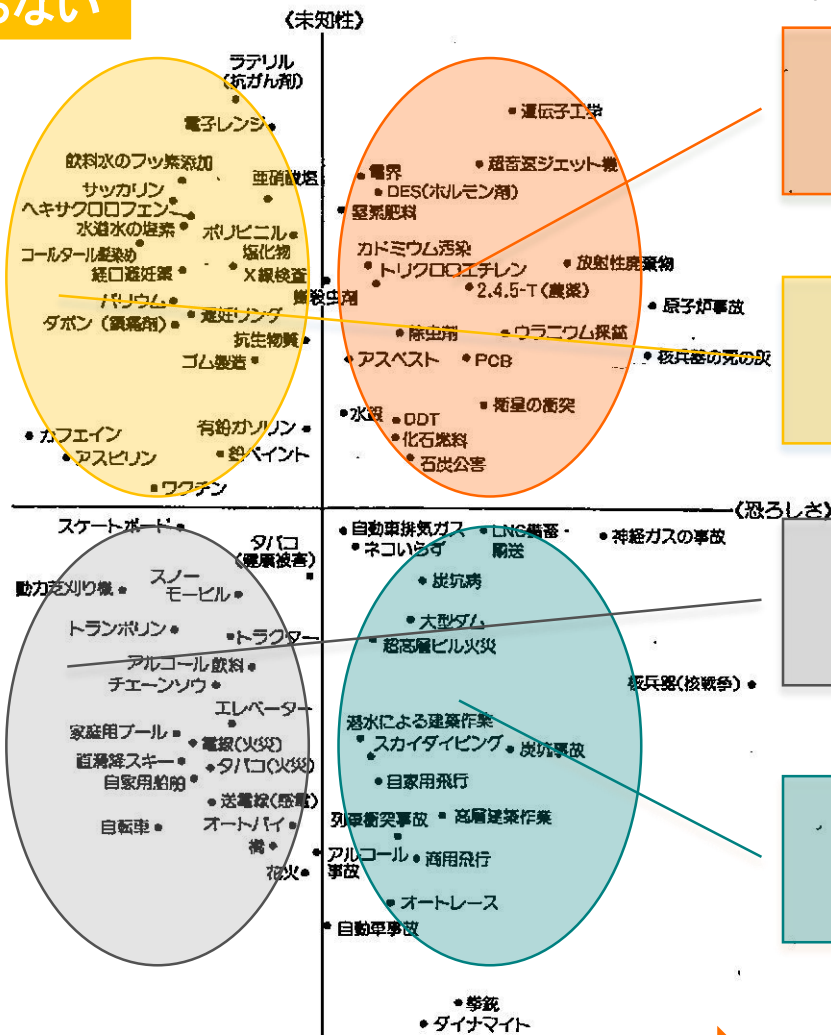 らない
《未知性》
ラテリル
(抗がん剤)
電子レンジ
遺伝子工学
飲料水のフッ素添加
亜硝酸塩
電界
超音速ジェット機
サッカリン
DES(ホルモン剤)
ヘキサクロロフェン
窒素肥料
水道水の塩素
ポリビニル
塩化物
コールタール髪染め
カドミウム汚染
経口避妊薬
X線検査
トリクロロエチレン
放射性廃棄物
2.4.5-T(農薬)
バリウム
殺虫剤
原子炉事故
避妊リング
ダボン(鎮痛剤)
抗生物質
除虫剤
ウラニウム採鉱
ゴム製造
アスベスト
PCB
核兵器の死の灰
水銀
衛星の衝突
カフェイン
有鉛ガソリン
DDT
化石燃料
アスピリン
鉛ペイント
石炭公害
ワクチン
《恐ろしさ》
スケートボード
自動車排気ガス
LNG備蓄・
輸送
神経ガスの事故
タバコ
(健康被害)
ネコいらず
動力芝刈り機
スノー
モービル
炭坑病
トランポリン
トラクター
大型ダム
超高層ビル火災
アルコール飲料
チェーンソウ
核兵器(核戦争)
エレベーター
潜水による建築作業
家庭用プール
電線(火災)
スカイダイビング
炭坑事故
直滑降スキー
タバコ(火災)
自家用船舶
自家用飛行
送電線(感電)
自転車
オートバイ
列車衝突事故
高層建築作業
橋
アルコール
事故
商用飛行
花火
オートレース
自動車事故
拳銃
ダイナマイト